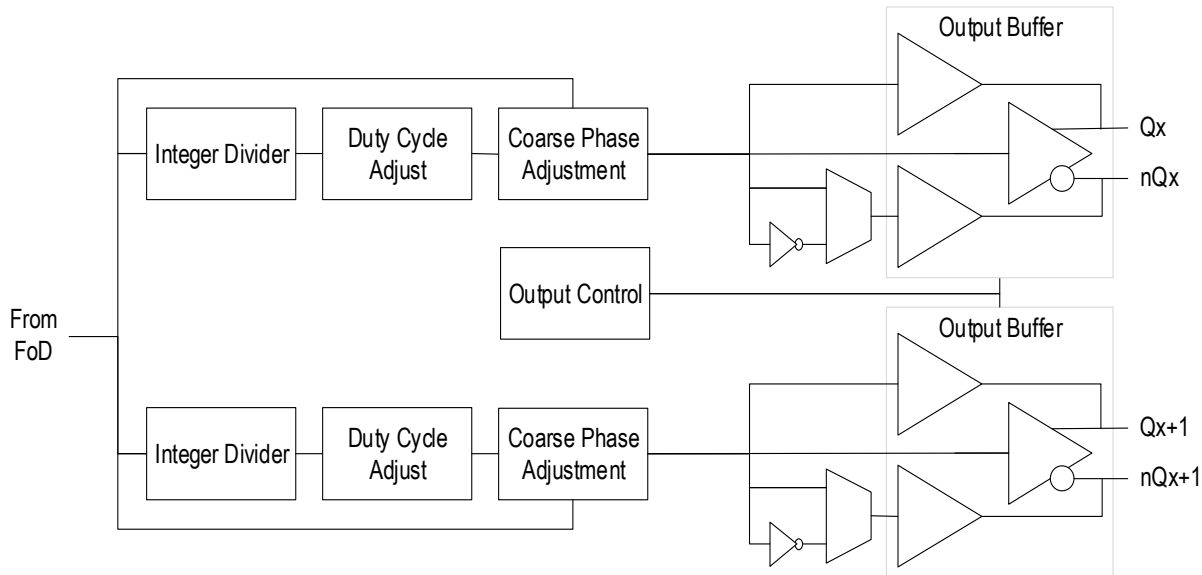 Output Buffer
Integer Divider
Duty Cycle
Adjust
Coarse Phase
Adjustment
Qx
nQx
Output Control
From
FoD
Output Buffer
Integer Divider
Duty Cycle
Adjust
Coarse Phase
Adjustment
Qx+1
nQx+1